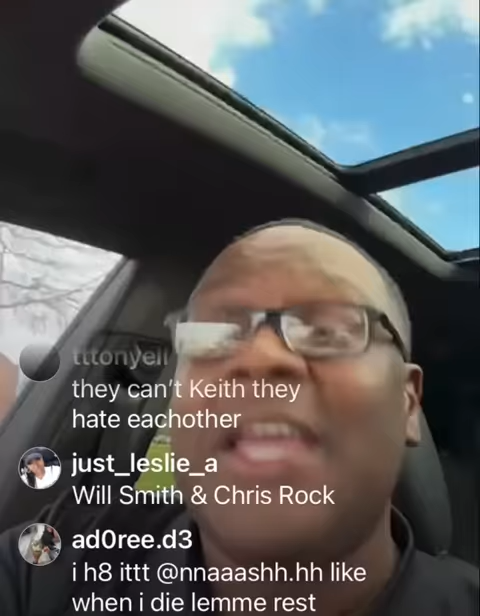 tttonyell
they can't Keith they
hate eachother
just_leslie_a
Will Smith & Chris Rock
ad0ree.d3
i h8 ittt @nnaaashh.hh like
when i die lemme rest